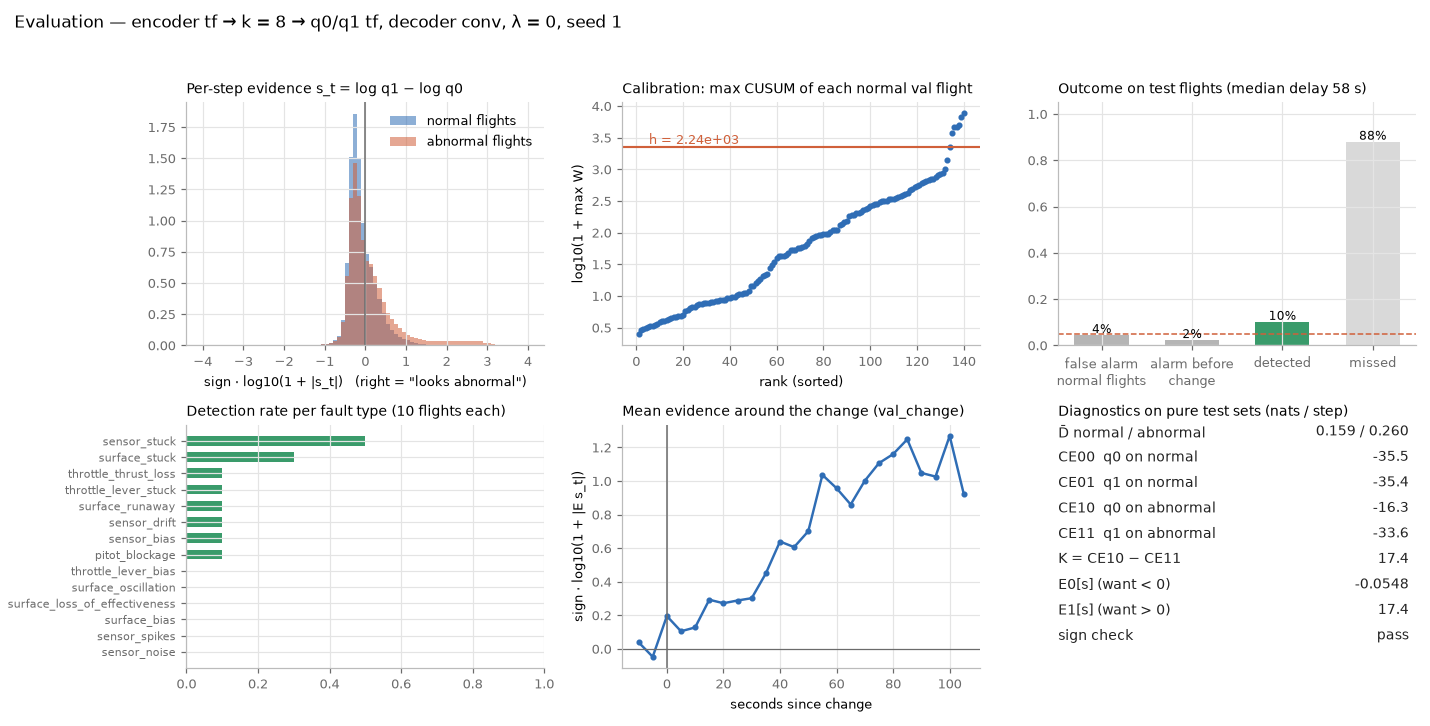 Evaluation — encoder tf → k = 8 → q0/q1 tf, decoder conv, λ = 0, seed 1
Per-step evidence s_t = log q1 − log q0
normal flights
abnormal flights
1.75
1.50
1.25
1.00
0.75
0.50
0.25
0.00
−4 −3 −2 −1 0 1 2 3 4
sign · log10(1 + |s_t|) (right = "looks abnormal")
Calibration: max CUSUM of each normal val flight
h = 2.24e+03
log10(1 + max W)
4.0
3.5
3.0
2.5
2.0
1.5
1.0
0.5
0 20 40 60 80 100 120 140
rank (sorted)
Outcome on test flights (median delay 58 s)
1.0
0.8
0.6
0.4
0.2
0.0
4%
2%
10%
88%
false alarm
normal flights
alarm before
change
detected
missed
Detection rate per fault type (10 flights each)
sensor_stuck
surface_stuck
throttle_thrust_loss
throttle_lever_stuck
surface_runaway
sensor_drift
sensor_bias
pitot_blockage
throttle_lever_bias
surface_oscillation
surface_loss_of_effectiveness
surface_bias
sensor_spikes
sensor_noise
0.0 0.2 0.4 0.6 0.8 1.0
Mean evidence around the change (val_change)
sign · log10(1 + |E s_t|)
1.2
1.0
0.8
0.6
0.4
0.2
0.0
0 20 40 60 80 100
seconds since change
Diagnostics on pure test sets (nats / step)
D̄ normal / abnormal 0.159 / 0.260
CE00 q0 on normal -35.5
CE01 q1 on normal -35.4
CE10 q0 on abnormal -16.3
CE11 q1 on abnormal -33.6
K = CE10 − CE11 17.4
E0[s] (want < 0) -0.0548
E1[s] (want > 0) 17.4
sign check pass